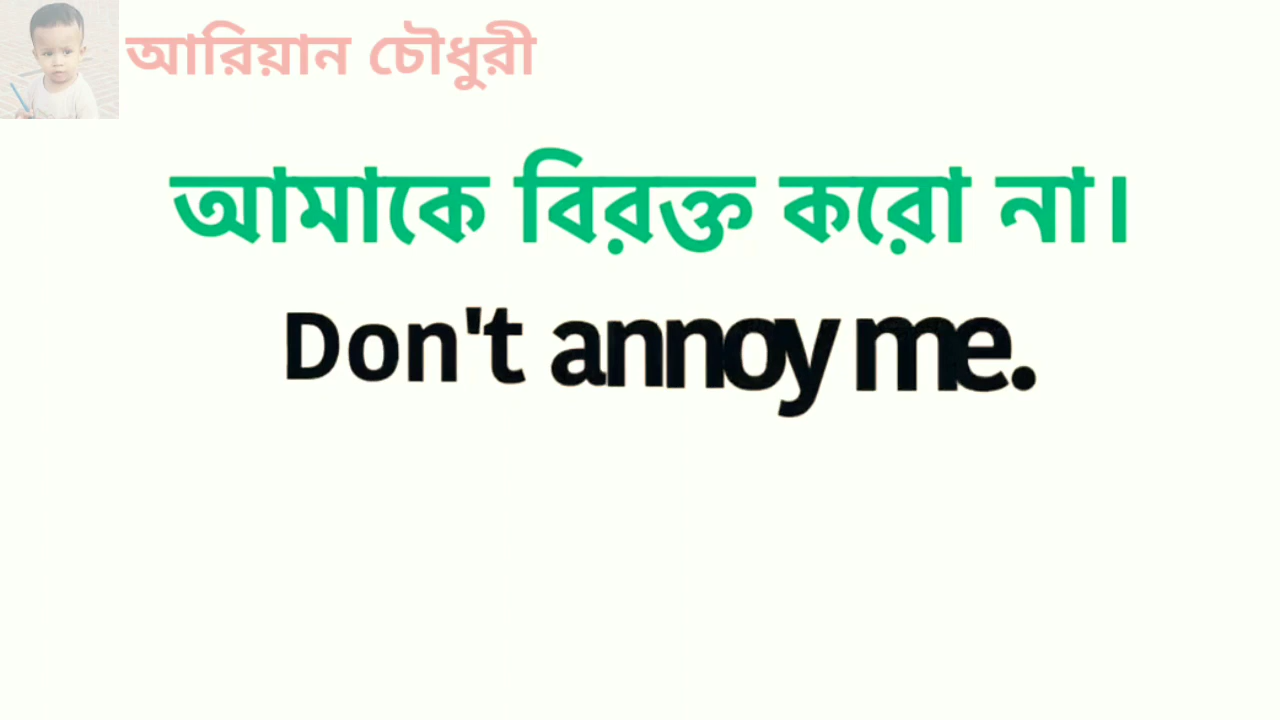 আরিয়ান চৌধুরী
আমাকে বিরক্ত করো না।
Don't annoy me.